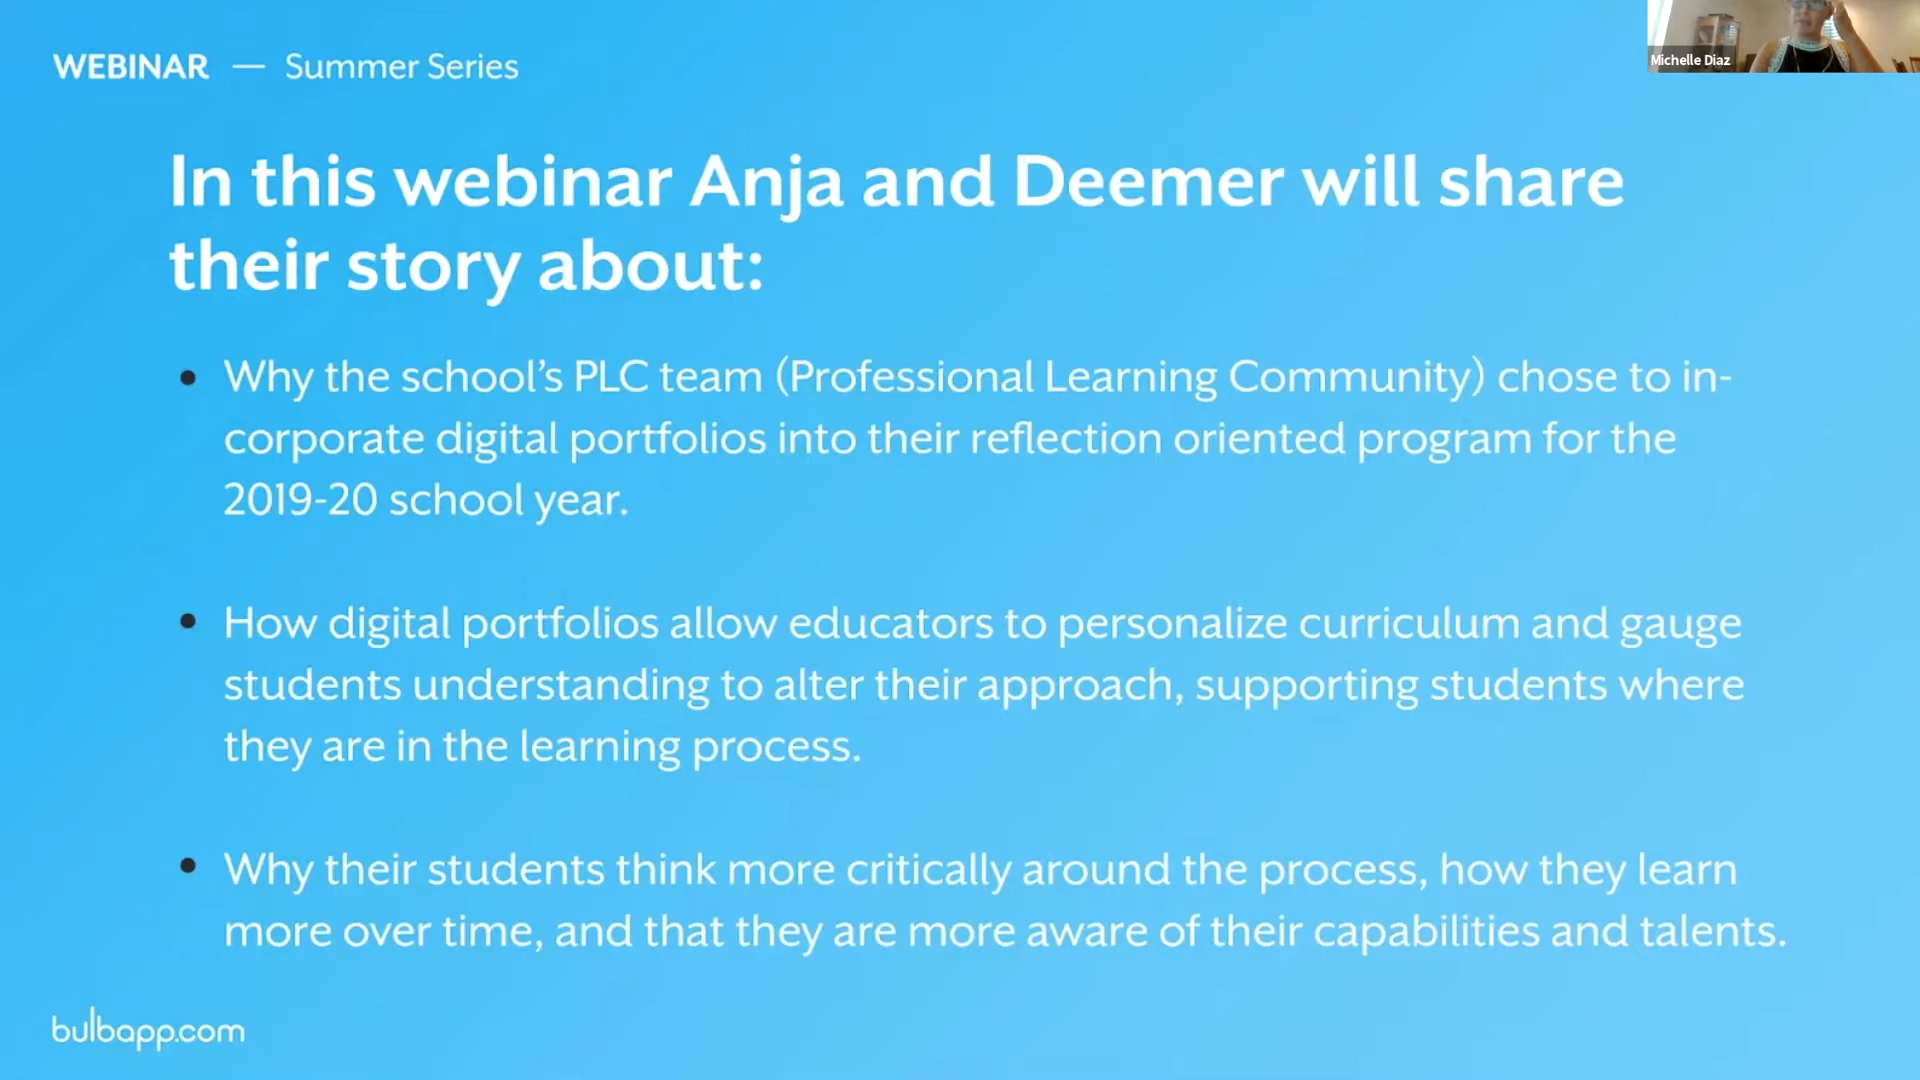 WEBINAR — Summer Series
Michelle Diaz
In this webinar Anja and Deemer will share
their story about:
• Why the school’s PLC team (Professional Learning Community) chose to in-
corporate digital portfolios into their reflection oriented program for the
2019-20 school year.
• How digital portfolios allow educators to personalize curriculum and gauge
students understanding to alter their approach, supporting students where
they are in the learning process.
• Why their students think more critically around the process, how they learn
more over time, and that they are more aware of their capabilities and talents.
bulbapp.com